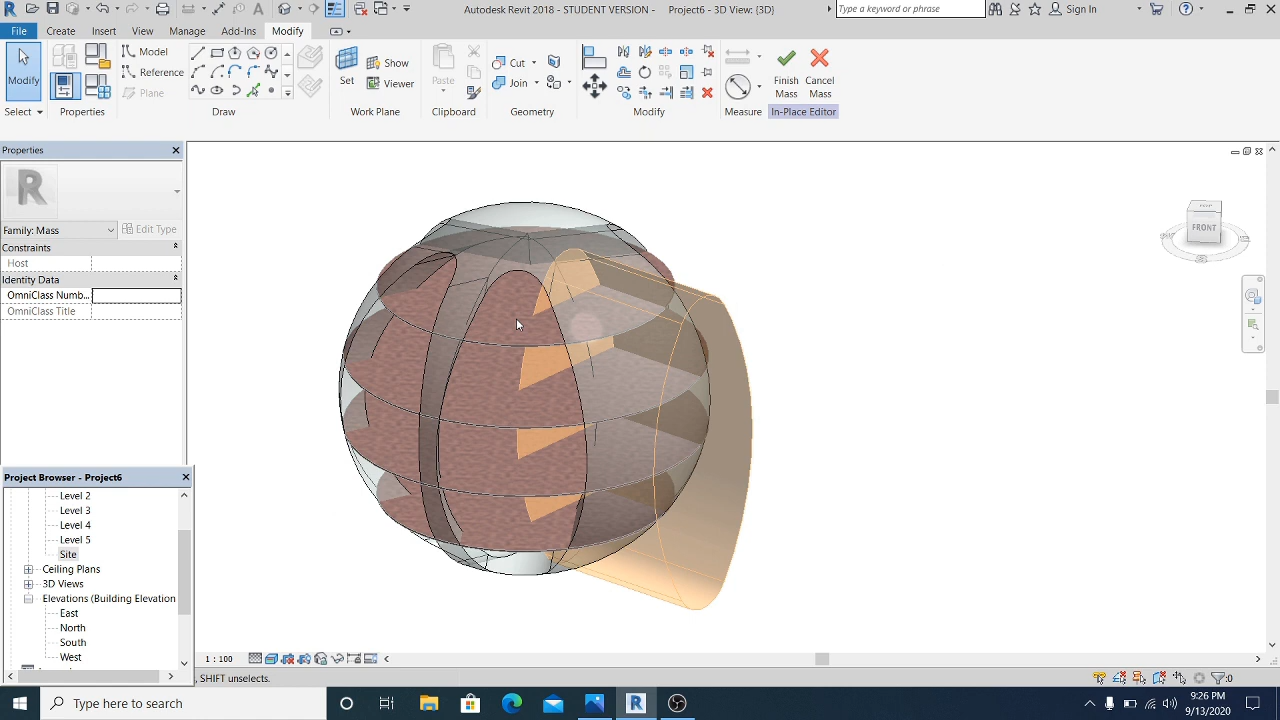 Autodesk Revit 2018 - STUDENT VERSION - Project6 - 3D View: {3D}
Type a keyword or phrase
Sign In
File Create Insert View Manage Add-Ins Modify
Modify
Select
Properties
Model
Reference
Plane
Draw
Set
Show
Viewer
Work Plane
Paste
Clipboard
Cut
Join
Geometry
Modify
Measure
Finish Mass
Cancel Mass
In-Place Editor
Properties
R
Family: Mass
Edit Type
Constraints
Host
Identity Data
OmniClass Numb...
OmniClass Title
Project Browser - Project6
Level 2
Level 3
Level 4
Level 5
Site
Ceiling Plans
3D Views
Elevations (Building Elevation
East
North
South
West
FRONT
1 : 100
, SHIFT unselects.
:0
Type here to search
9:26 PM
9/13/2020